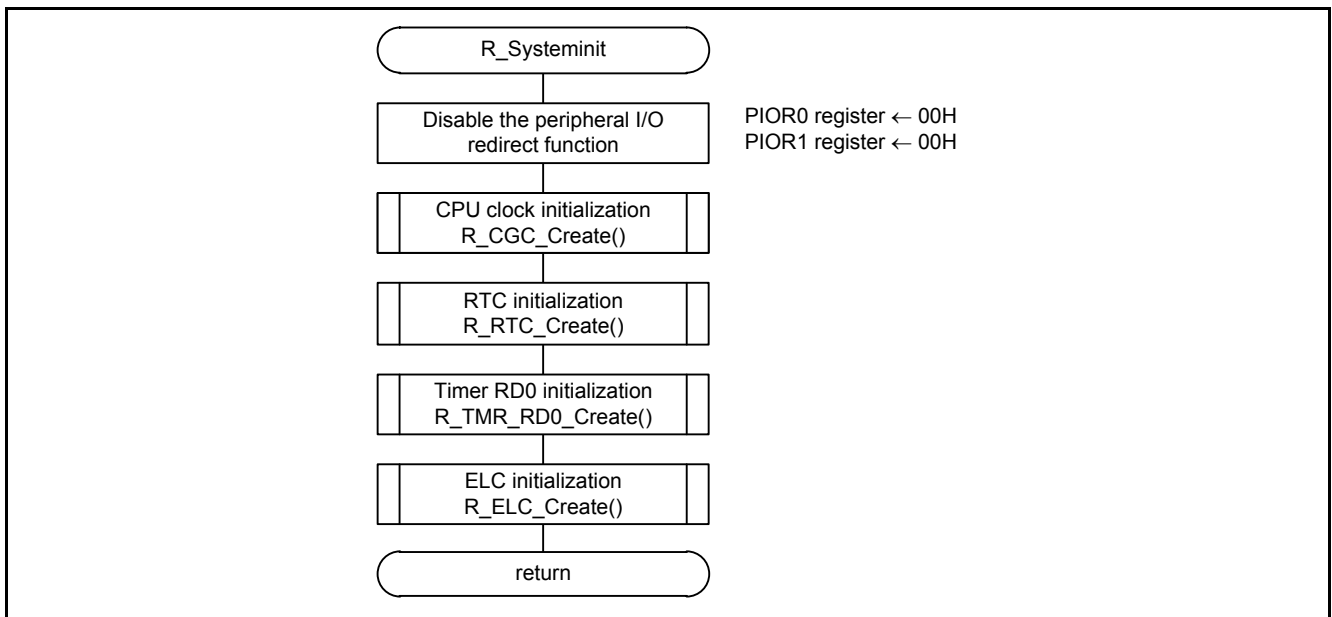 R_Systeminit
Disable the peripheral I/O
redirect function
PIOR0 register ← 00H
PIOR1 register ← 00H
CPU clock initialization
R_CGC_Create()
RTC initialization
R_RTC_Create()
Timer RD0 initialization
R_TMR_RD0_Create()
ELC initialization
R_ELC_Create()
return